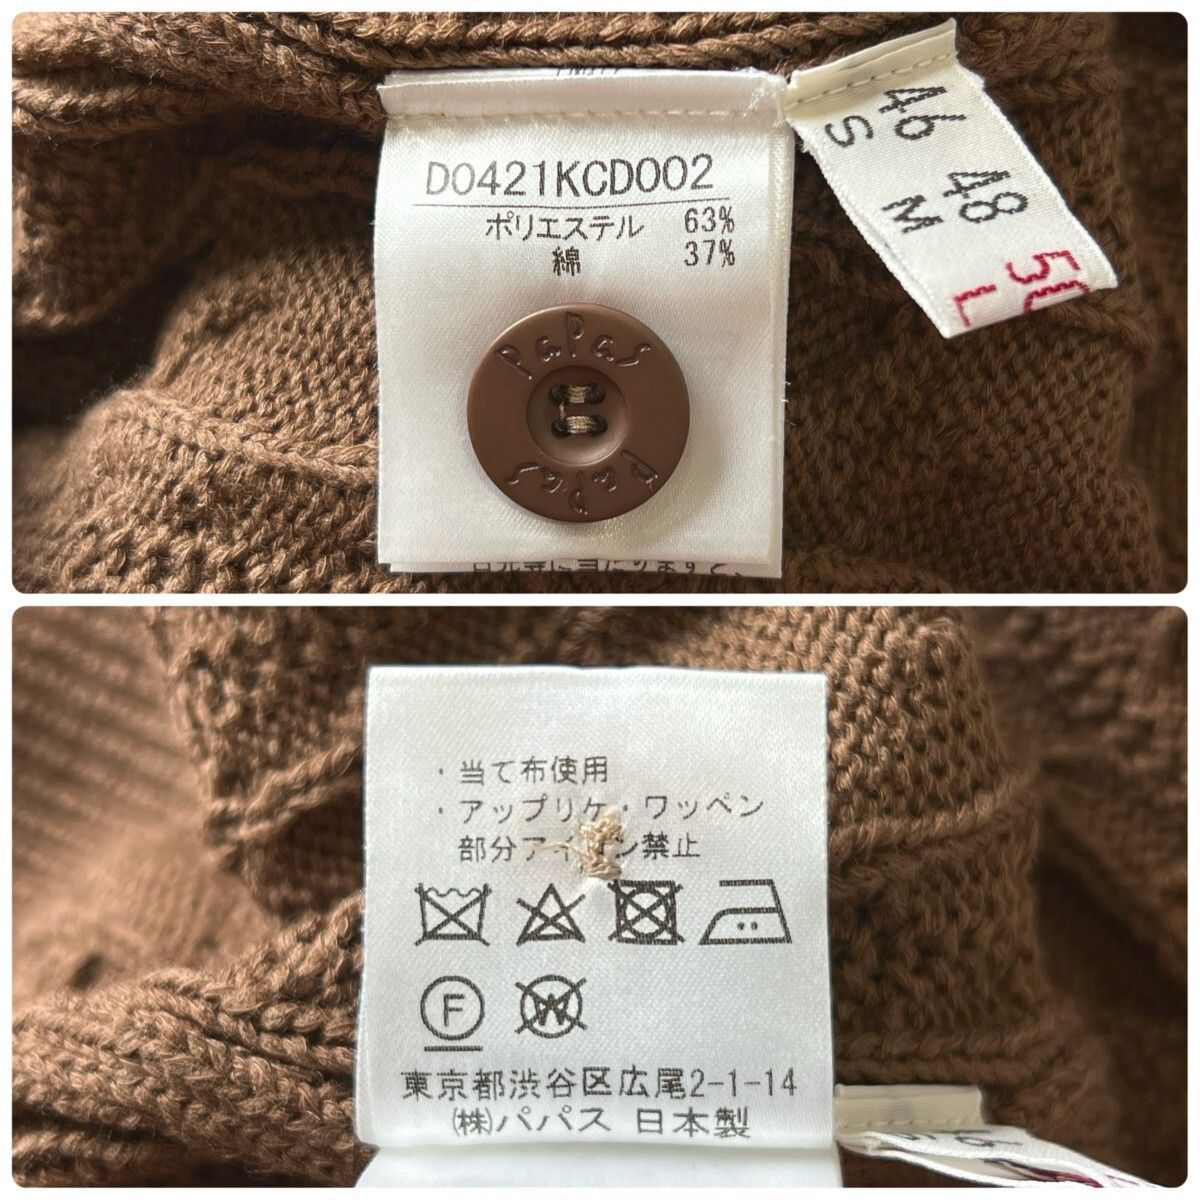 D0421KCD002
ポリエステル 63%
綿 37%
PaPaS
PaPaS
46 48 50
S M L
・当て布使用
・アップリケ・ワッペン
部分アイロン禁止
F
W
東京都渋谷区広尾2-1-14
㈱パパス 日本製